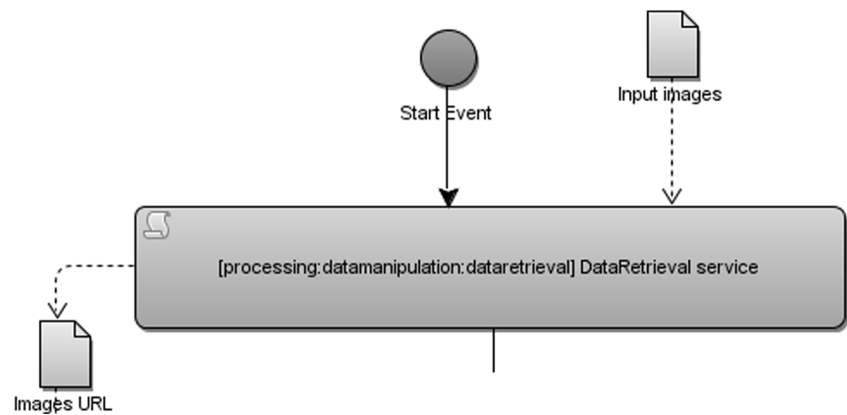 Input images
Start Event
[processing:datamanipulation:dataretrieval] DataRetrieval service
Images URL